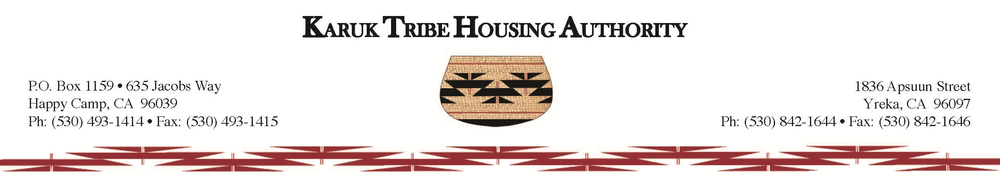 KARUK TRIBE HOUSING AUTHORITY
P.O. Box 1159 • 635 Jacobs Way
Happy Camp, CA 96039
Ph: (530) 493-1414 • Fax: (530) 493-1415
1836 Apsuun Street
Yreka, CA 96097
Ph: (530) 842-1644 • Fax: (530) 842-1646